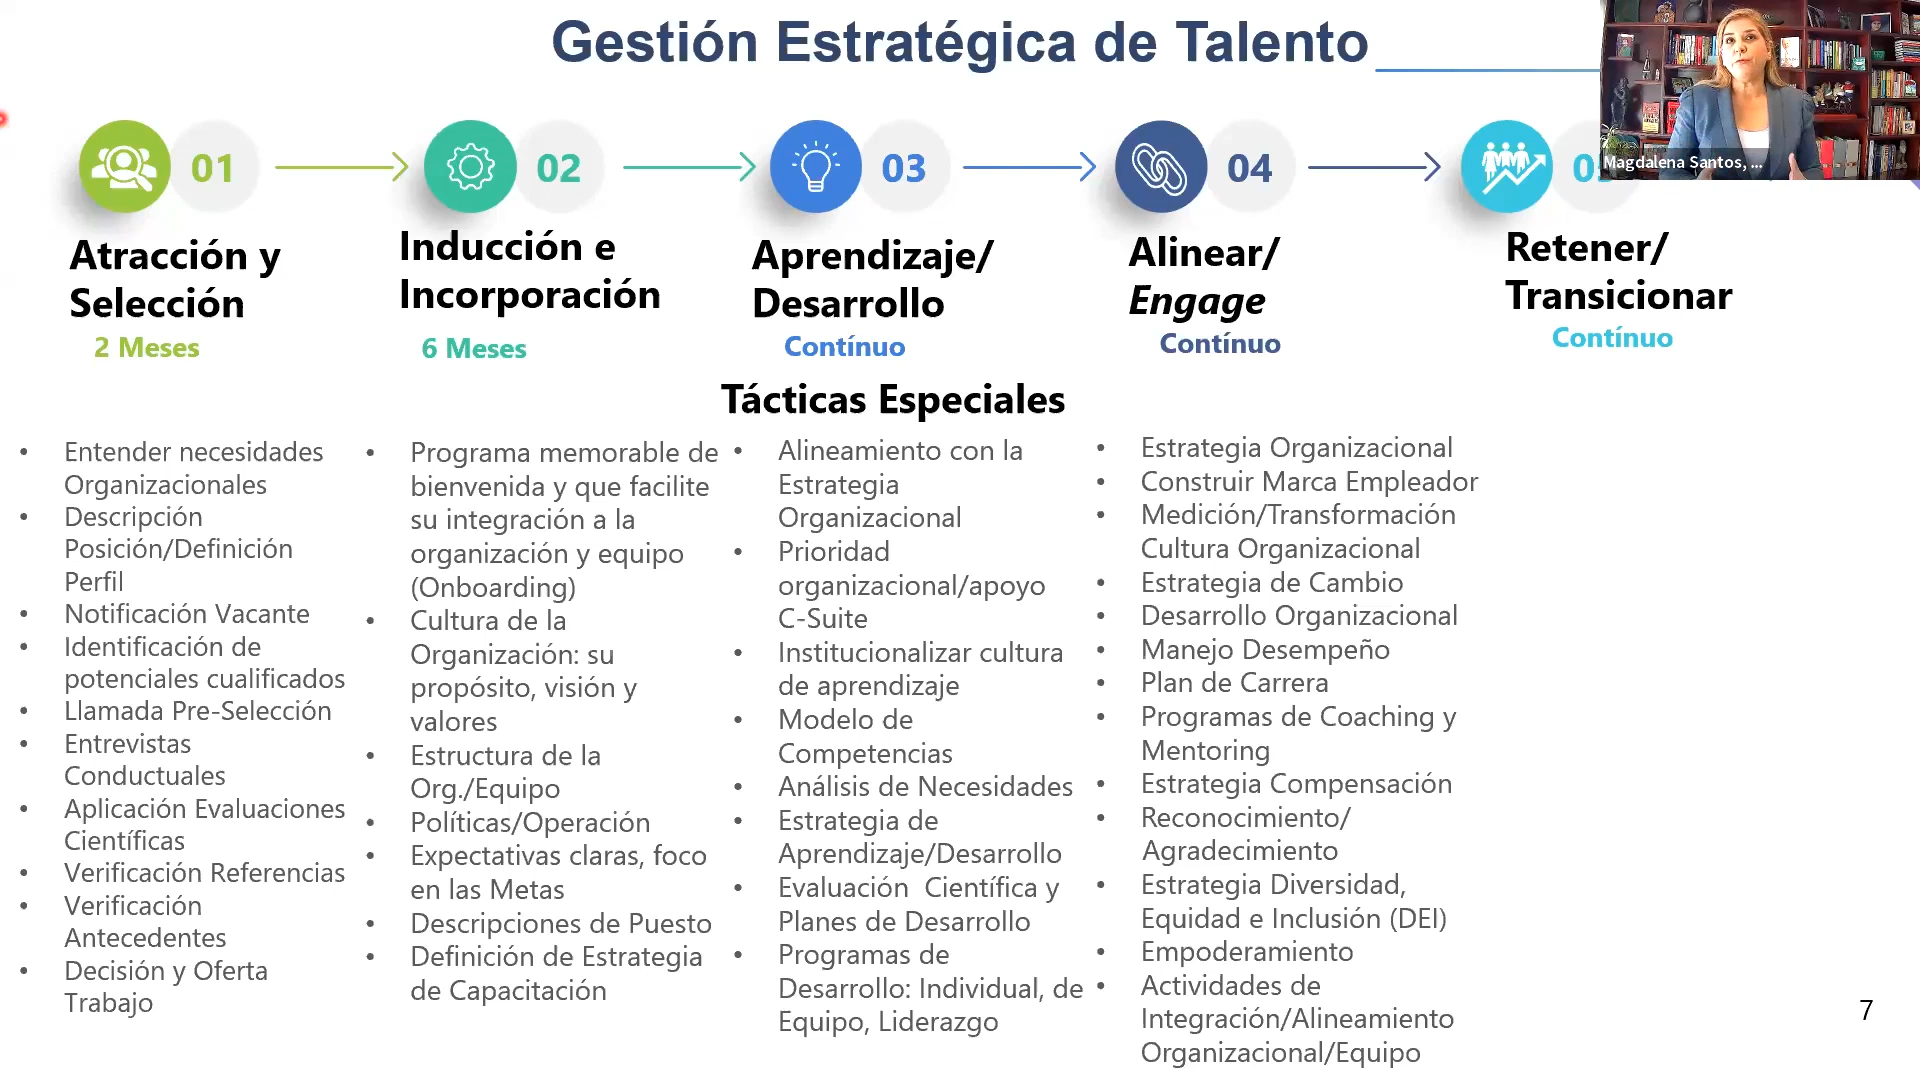 Gestión Estratégica de Talento
Magdalena Santos, ...
01
02
03
04
Atracción y
Selección
2 Meses
Inducción e
Incorporación
6 Meses
Aprendizaje/
Desarrollo
Contínuo
Alinear/
Engage
Contínuo
Retener/
Transicionar
Contínuo
Tácticas Especiales
• Entender necesidades
Organizacionales
• Descripción
Posición/Definición
Perfil
• Notificación Vacante
• Identificación de
potenciales cualificados
• Llamada Pre-Selección
• Entrevistas
Conductuales
• Aplicación Evaluaciones
Científicas
• Verificación Referencias
• Verificación
Antecedentes
• Decisión y Oferta
Trabajo
• Programa memorable de
bienvenida y que facilite
su integración a la
organización y equipo
(Onboarding)
• Cultura de la
Organización: su
propósito, visión y
valores
• Estructura de la
Org./Equipo
• Políticas/Operación
• Expectativas claras, foco
en las Metas
• Descripciones de Puesto
• Definición de Estrategia
de Capacitación
• Alineamiento con la
Estrategia
Organizacional
• Prioridad
organizacional/apoyo
C-Suite
• Institucionalizar cultura
de aprendizaje
• Modelo de
Competencias
• Análisis de Necesidades
• Estrategia de
Aprendizaje/Desarrollo
• Evaluación Científica y
Planes de Desarrollo
• Programas de
Desarrollo: Individual, de
Equipo, Liderazgo
• Estrategia Organizacional
• Construir Marca Empleador
• Medición/Transformación
Cultura Organizacional
• Estrategia de Cambio
• Desarrollo Organizacional
• Manejo Desempeño
• Plan de Carrera
• Programas de Coaching y
Mentoring
• Estrategia Compensación
• Reconocimiento/
Agradecimiento
• Estrategia Diversidad,
Equidad e Inclusión (DEI)
• Empoderamiento
• Actividades de
Integración/Alineamiento
Organizacional/Equipo
7